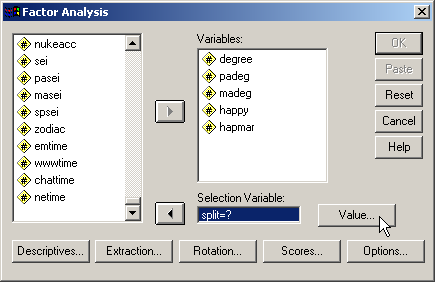 Factor Analysis
nukeacc
sei
pasei
masei
spsei
zodiac
emtime
wwwtime
chattime
netime
Variables:
degree
padeg
madeg
happy
hapmar
Selection Variable:
split=?
Value...
OK
Paste
Reset
Cancel
Help
Descriptives...
Extraction...
Rotation...
Scores...
Options...